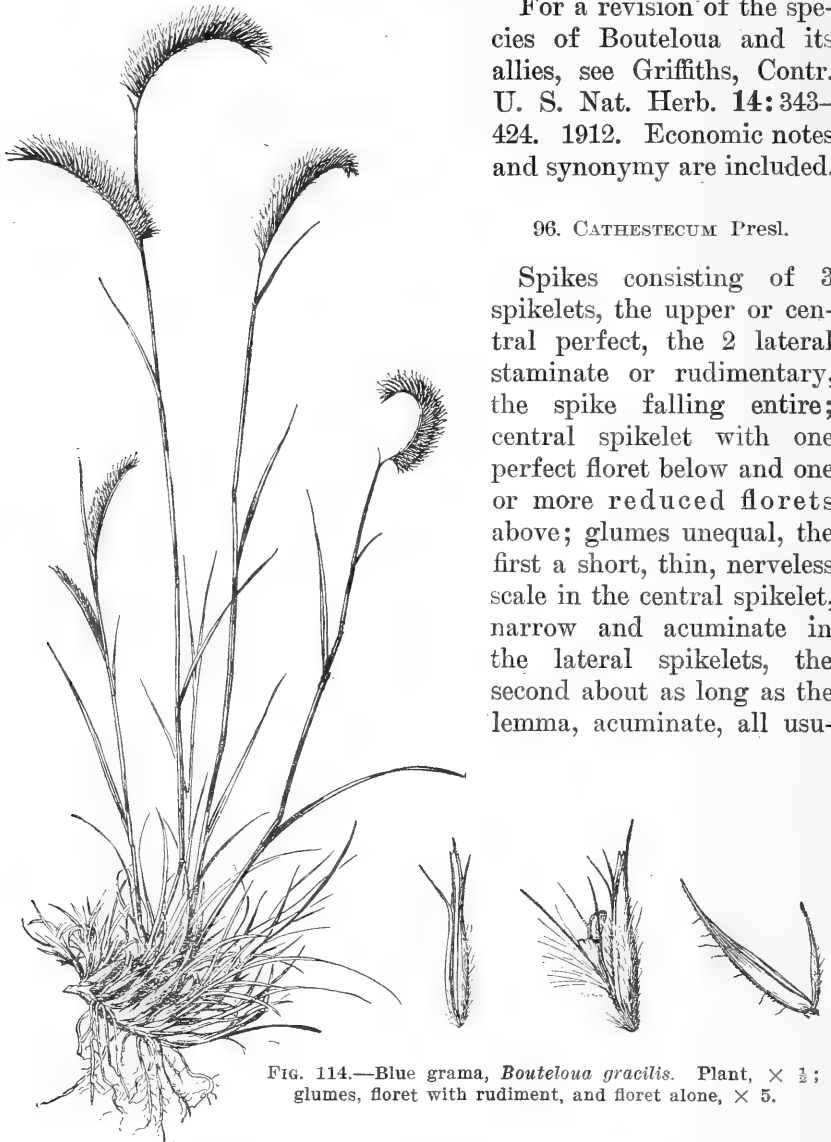 For a revision of the spe-
cies of Bouteloua and its
allies, see Griffiths, Contr.
U. S. Nat. Herb. 14: 343–
424. 1912. Economic notes
and synonymy are included.
96. CATHESTECUM Presl.
Spikes consisting of 3
spikelets, the upper or cen-
tral perfect, the 2 lateral
staminate or rudimentary,
the spike falling entire;
central spikelet with one
perfect floret below and one
or more reduced florets
above; glumes unequal, the
first a short, thin, nerveless
scale in the central spikelet,
narrow and acuminate in
the lateral spikelets, the
second about as long as the
lemma, acuminate, all usu-
FIG. 114.—Blue grama, Bouteloua gracilis. Plant, × ½;
glumes, floret with rudiment, and floret alone, × 5.